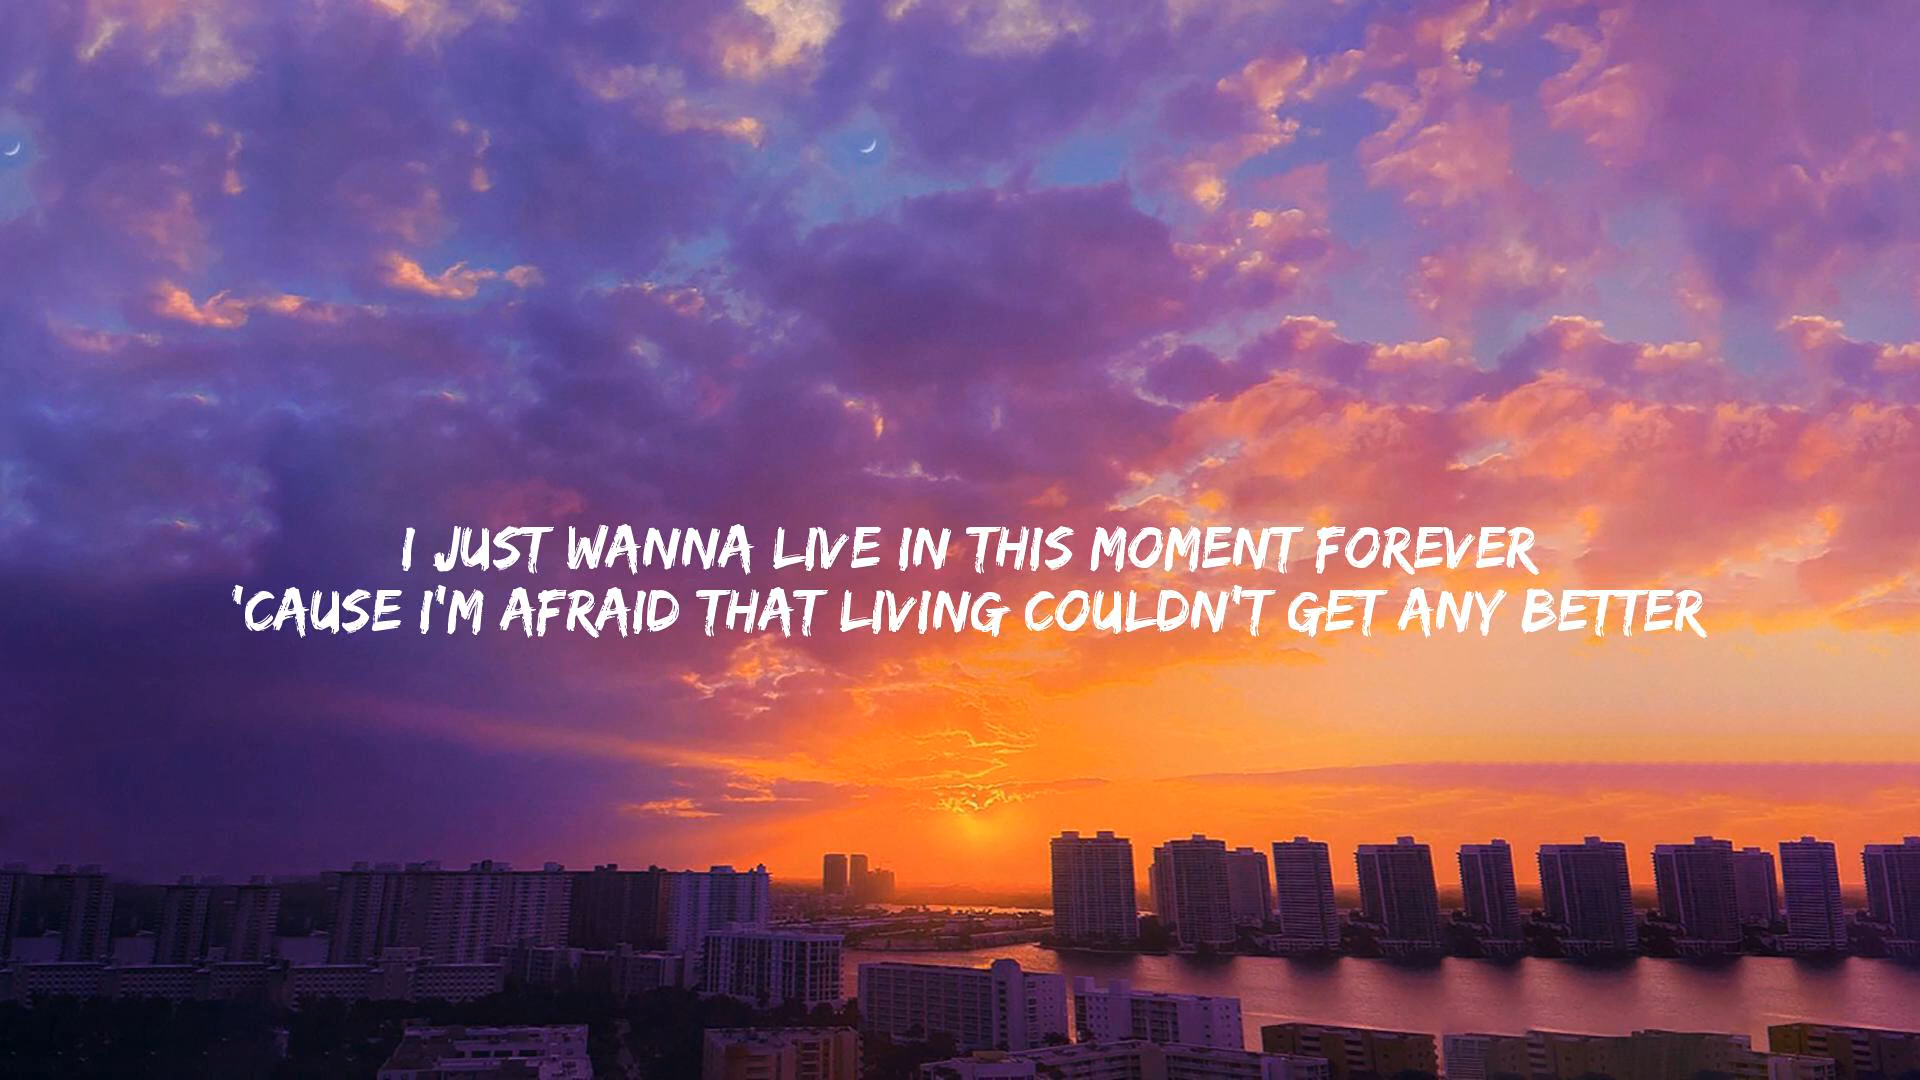 I JUST WANNA LIVE IN THIS MOMENT FOREVER
'CAUSE I'M AFRAID THAT LIVING COULDN'T GET ANY BETTER